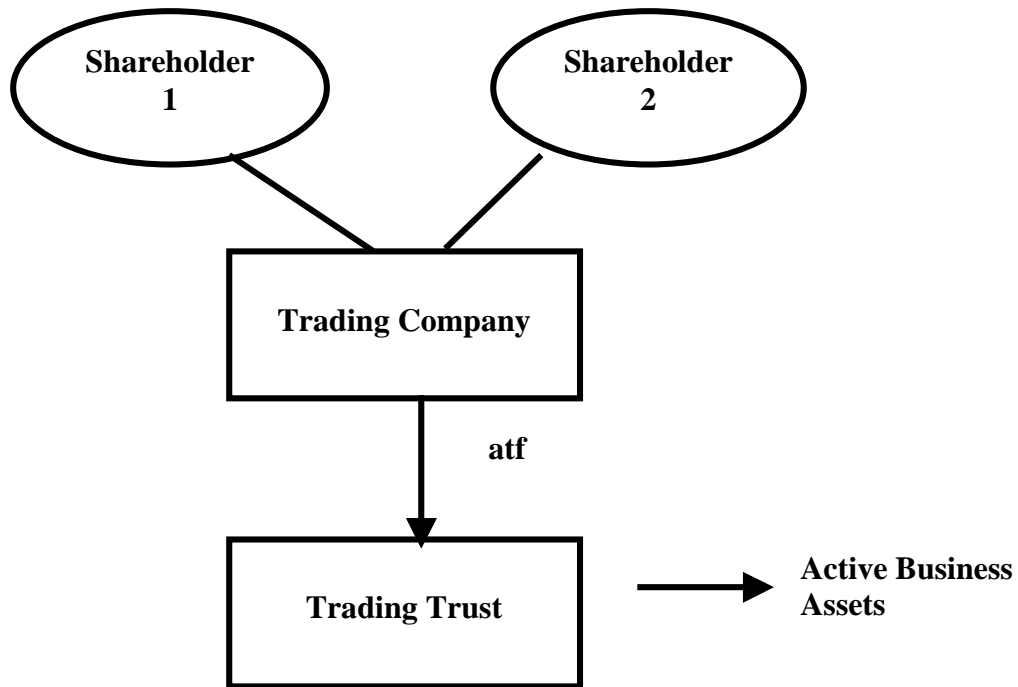 Shareholder
1
Shareholder
2
Trading Company
atf
Trading Trust
Active Business
Assets